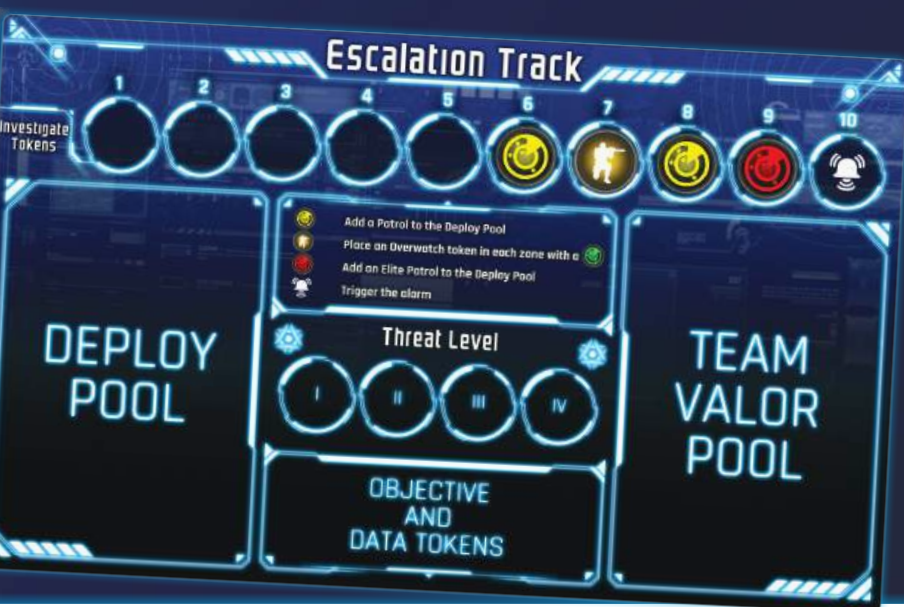 Escalation Track
1 2 3 4 5 6 7 8 9 10
Investigate
Tokens
Add a Patrol to the Deploy Pool
Place an Overwatch token in each zone with a
Add an Elite Patrol to the Deploy Pool
Trigger the alarm
DEPLOY
POOL
Threat Level
I II III IV
TEAM
VALOR
POOL
OBJECTIVE
AND
DATA TOKENS